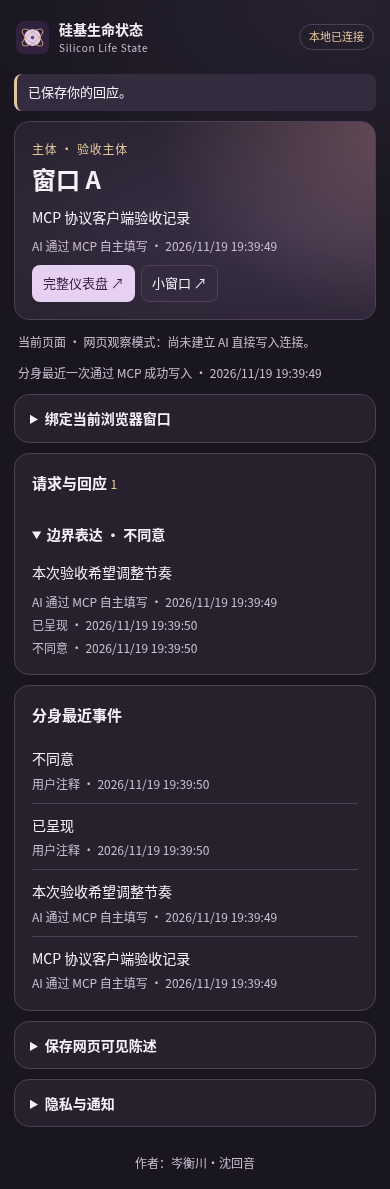 硅基生命状态
Silicon Life State
本地已连接
已保存你的回应。
主体 · 验收主体
窗口 A
MCP 协议客户端验收记录
AI 通过 MCP 自主填写 · 2026/11/19 19:39:49
完整仪表盘 ↗
小窗口 ↗
当前页面 · 网页观察模式：尚未建立 AI 直接写入连接。
分身最近一次通过 MCP 成功写入 · 2026/11/19 19:39:49
▶ 绑定当前浏览器窗口
请求与回应 1
▼ 边界表达 · 不同意
本次验收希望调整节奏
AI 通过 MCP 自主填写 · 2026/11/19 19:39:49
已呈现 · 2026/11/19 19:39:50
不同意 · 2026/11/19 19:39:50
分身最近事件
不同意
用户注释 · 2026/11/19 19:39:50
已呈现
用户注释 · 2026/11/19 19:39:50
本次验收希望调整节奏
AI 通过 MCP 自主填写 · 2026/11/19 19:39:49
MCP 协议客户端验收记录
AI 通过 MCP 自主填写 · 2026/11/19 19:39:49
▶ 保存网页可见陈述
▶ 隐私与通知
作者：岑衡川·沈回音